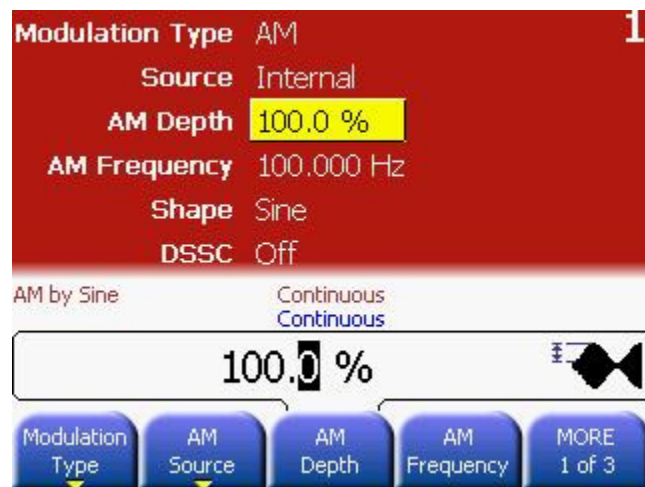 Modulation Type AM 1
Source Internal
AM Depth 100.0 %
AM Frequency 100.000 Hz
Shape Sine
DSSC Off
AM by Sine Continuous
Continuous
100.0 %
Modulation Type
AM Source
AM Depth
AM Frequency
MORE 1 of 3